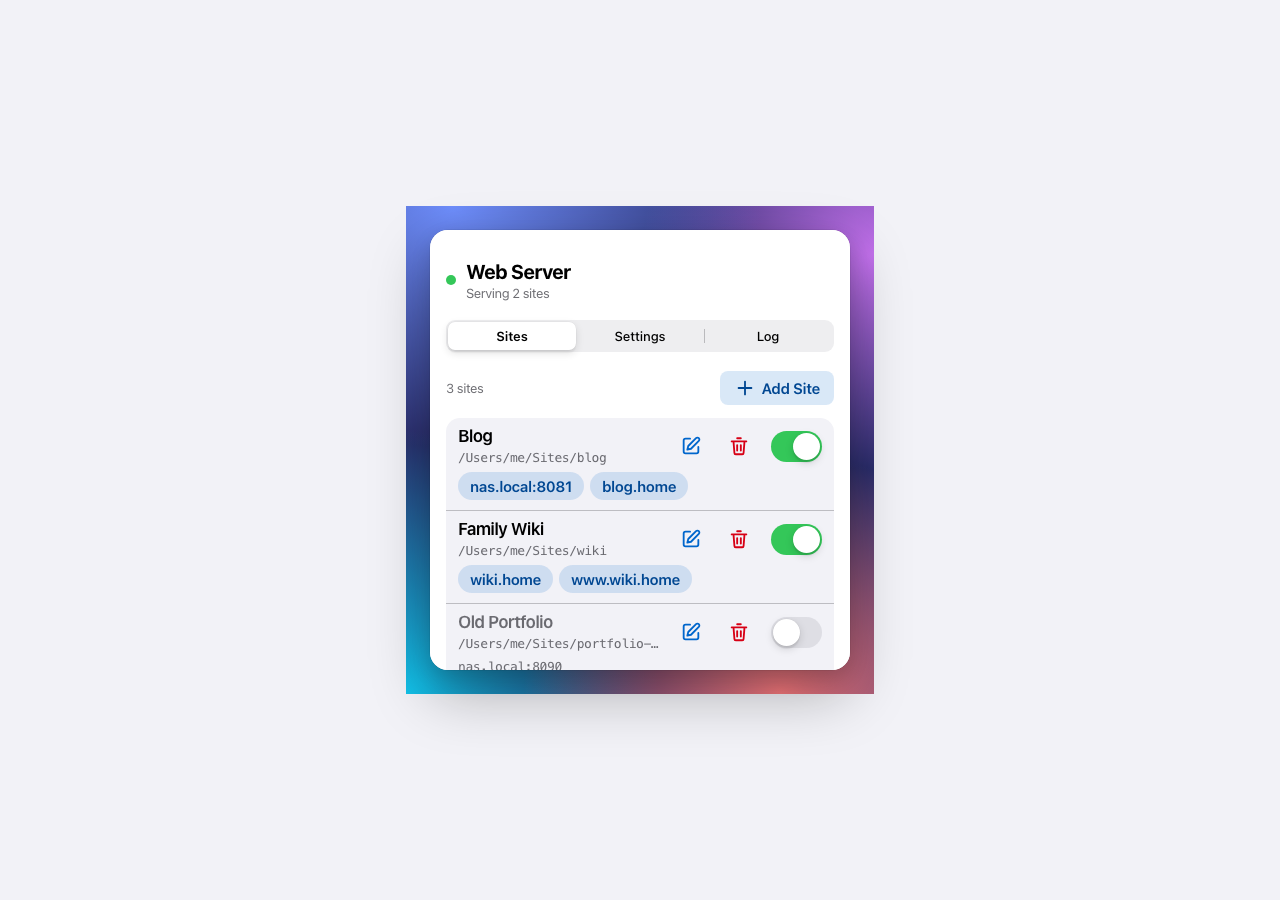 Web Server
Serving 2 sites
Sites Settings Log
3 sites Add Site
Blog
/Users/me/Sites/blog
nas.local:8081 blog.home
Family Wiki
/Users/me/Sites/wiki
wiki.home www.wiki.home
Old Portfolio
/Users/me/Sites/portfolio-…
nas.local:8090